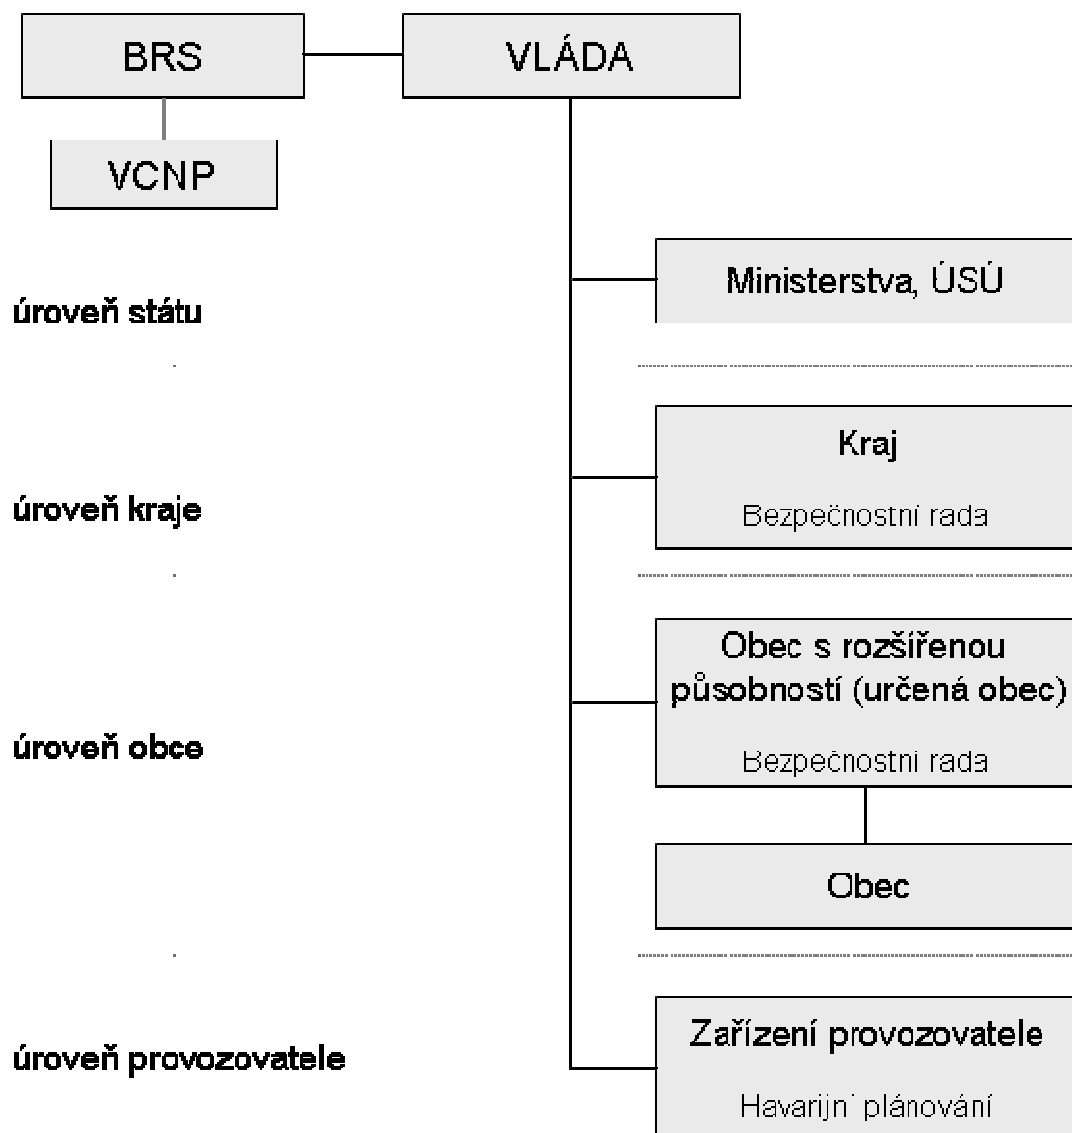 BRS
VLÁDA
VCNP
Ministerstva, ÚSÚ
úroveň státu
Kraj
úroveň kraje
Bezpečnostní rada
Obec s rozšířenou
působností (určená obec)
úroveň obce
Bezpečnostní rada
Obec
Zařízení provozovatele
úroveň provozovatele
Havarijní plánování